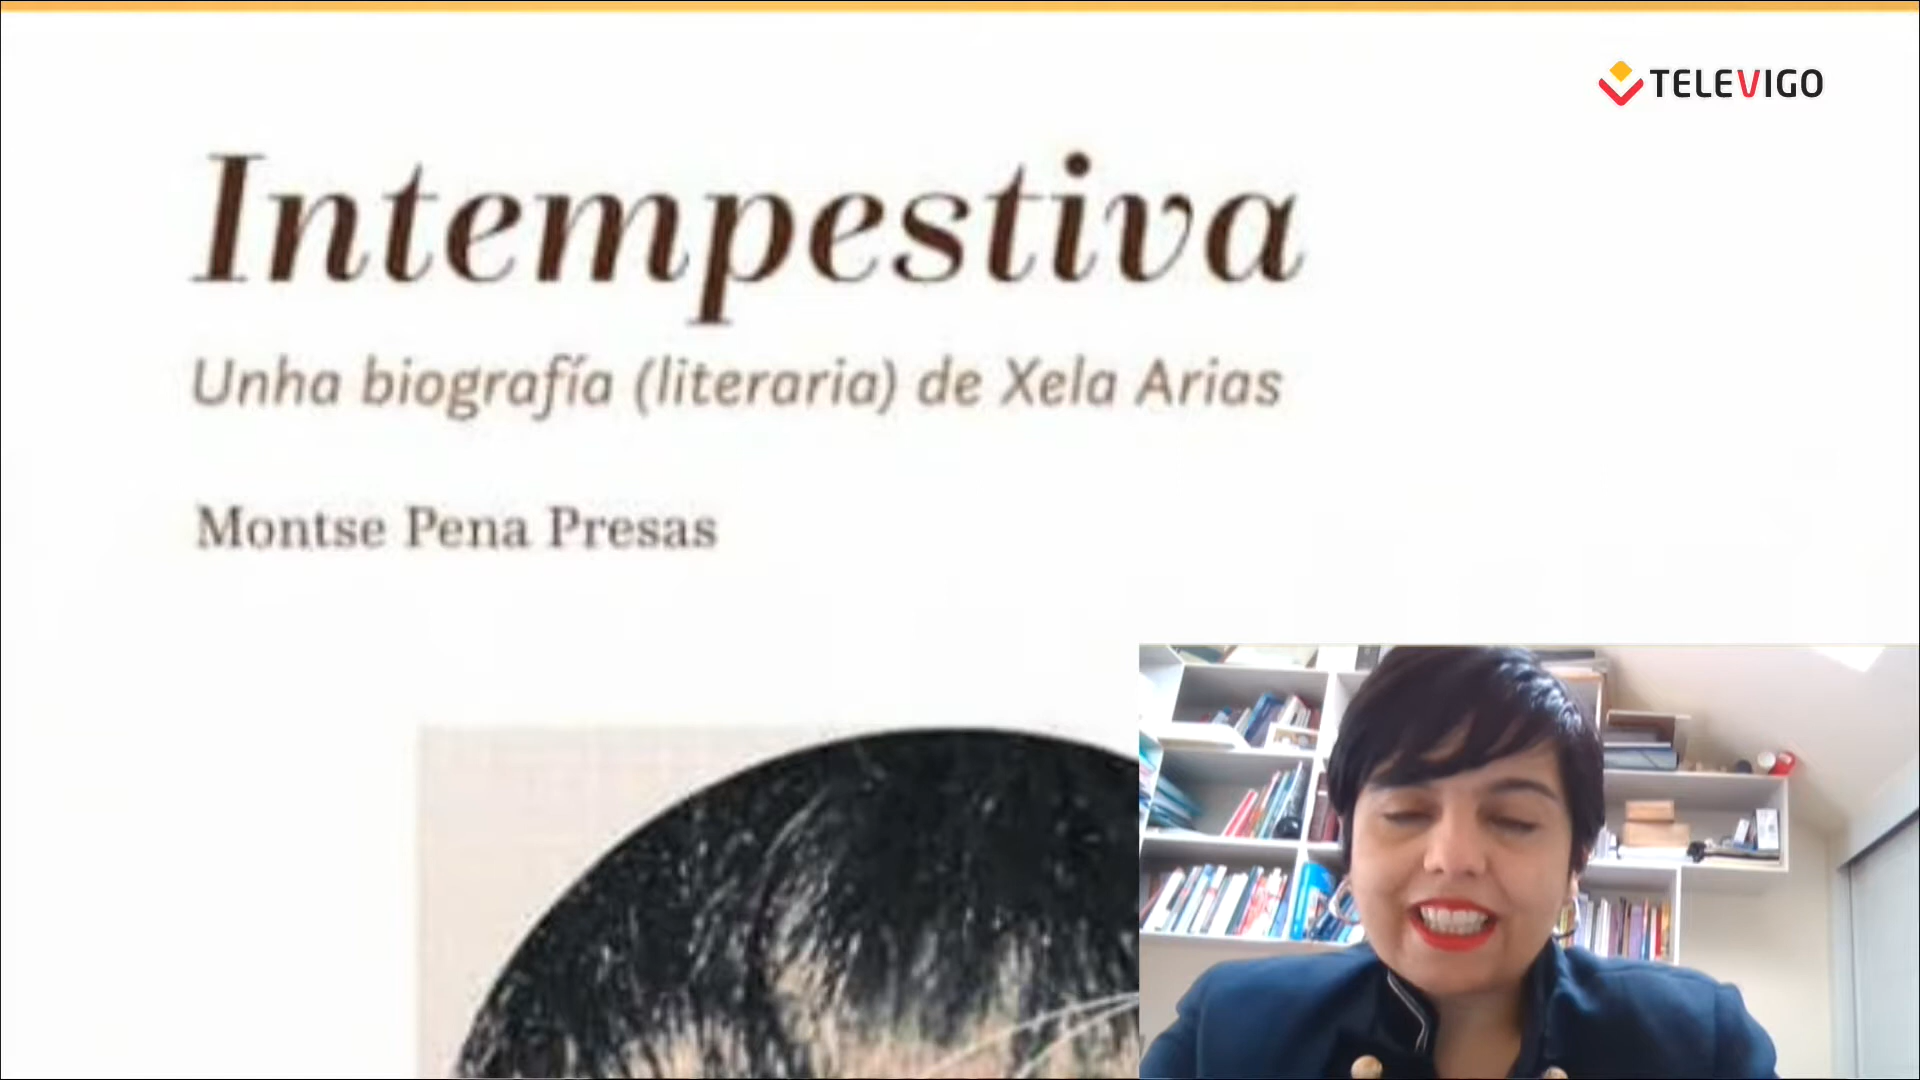 TELEVIGO
Intempestiva
Unha biografía (literaria) de Xela Arias
Montse Pena Presas